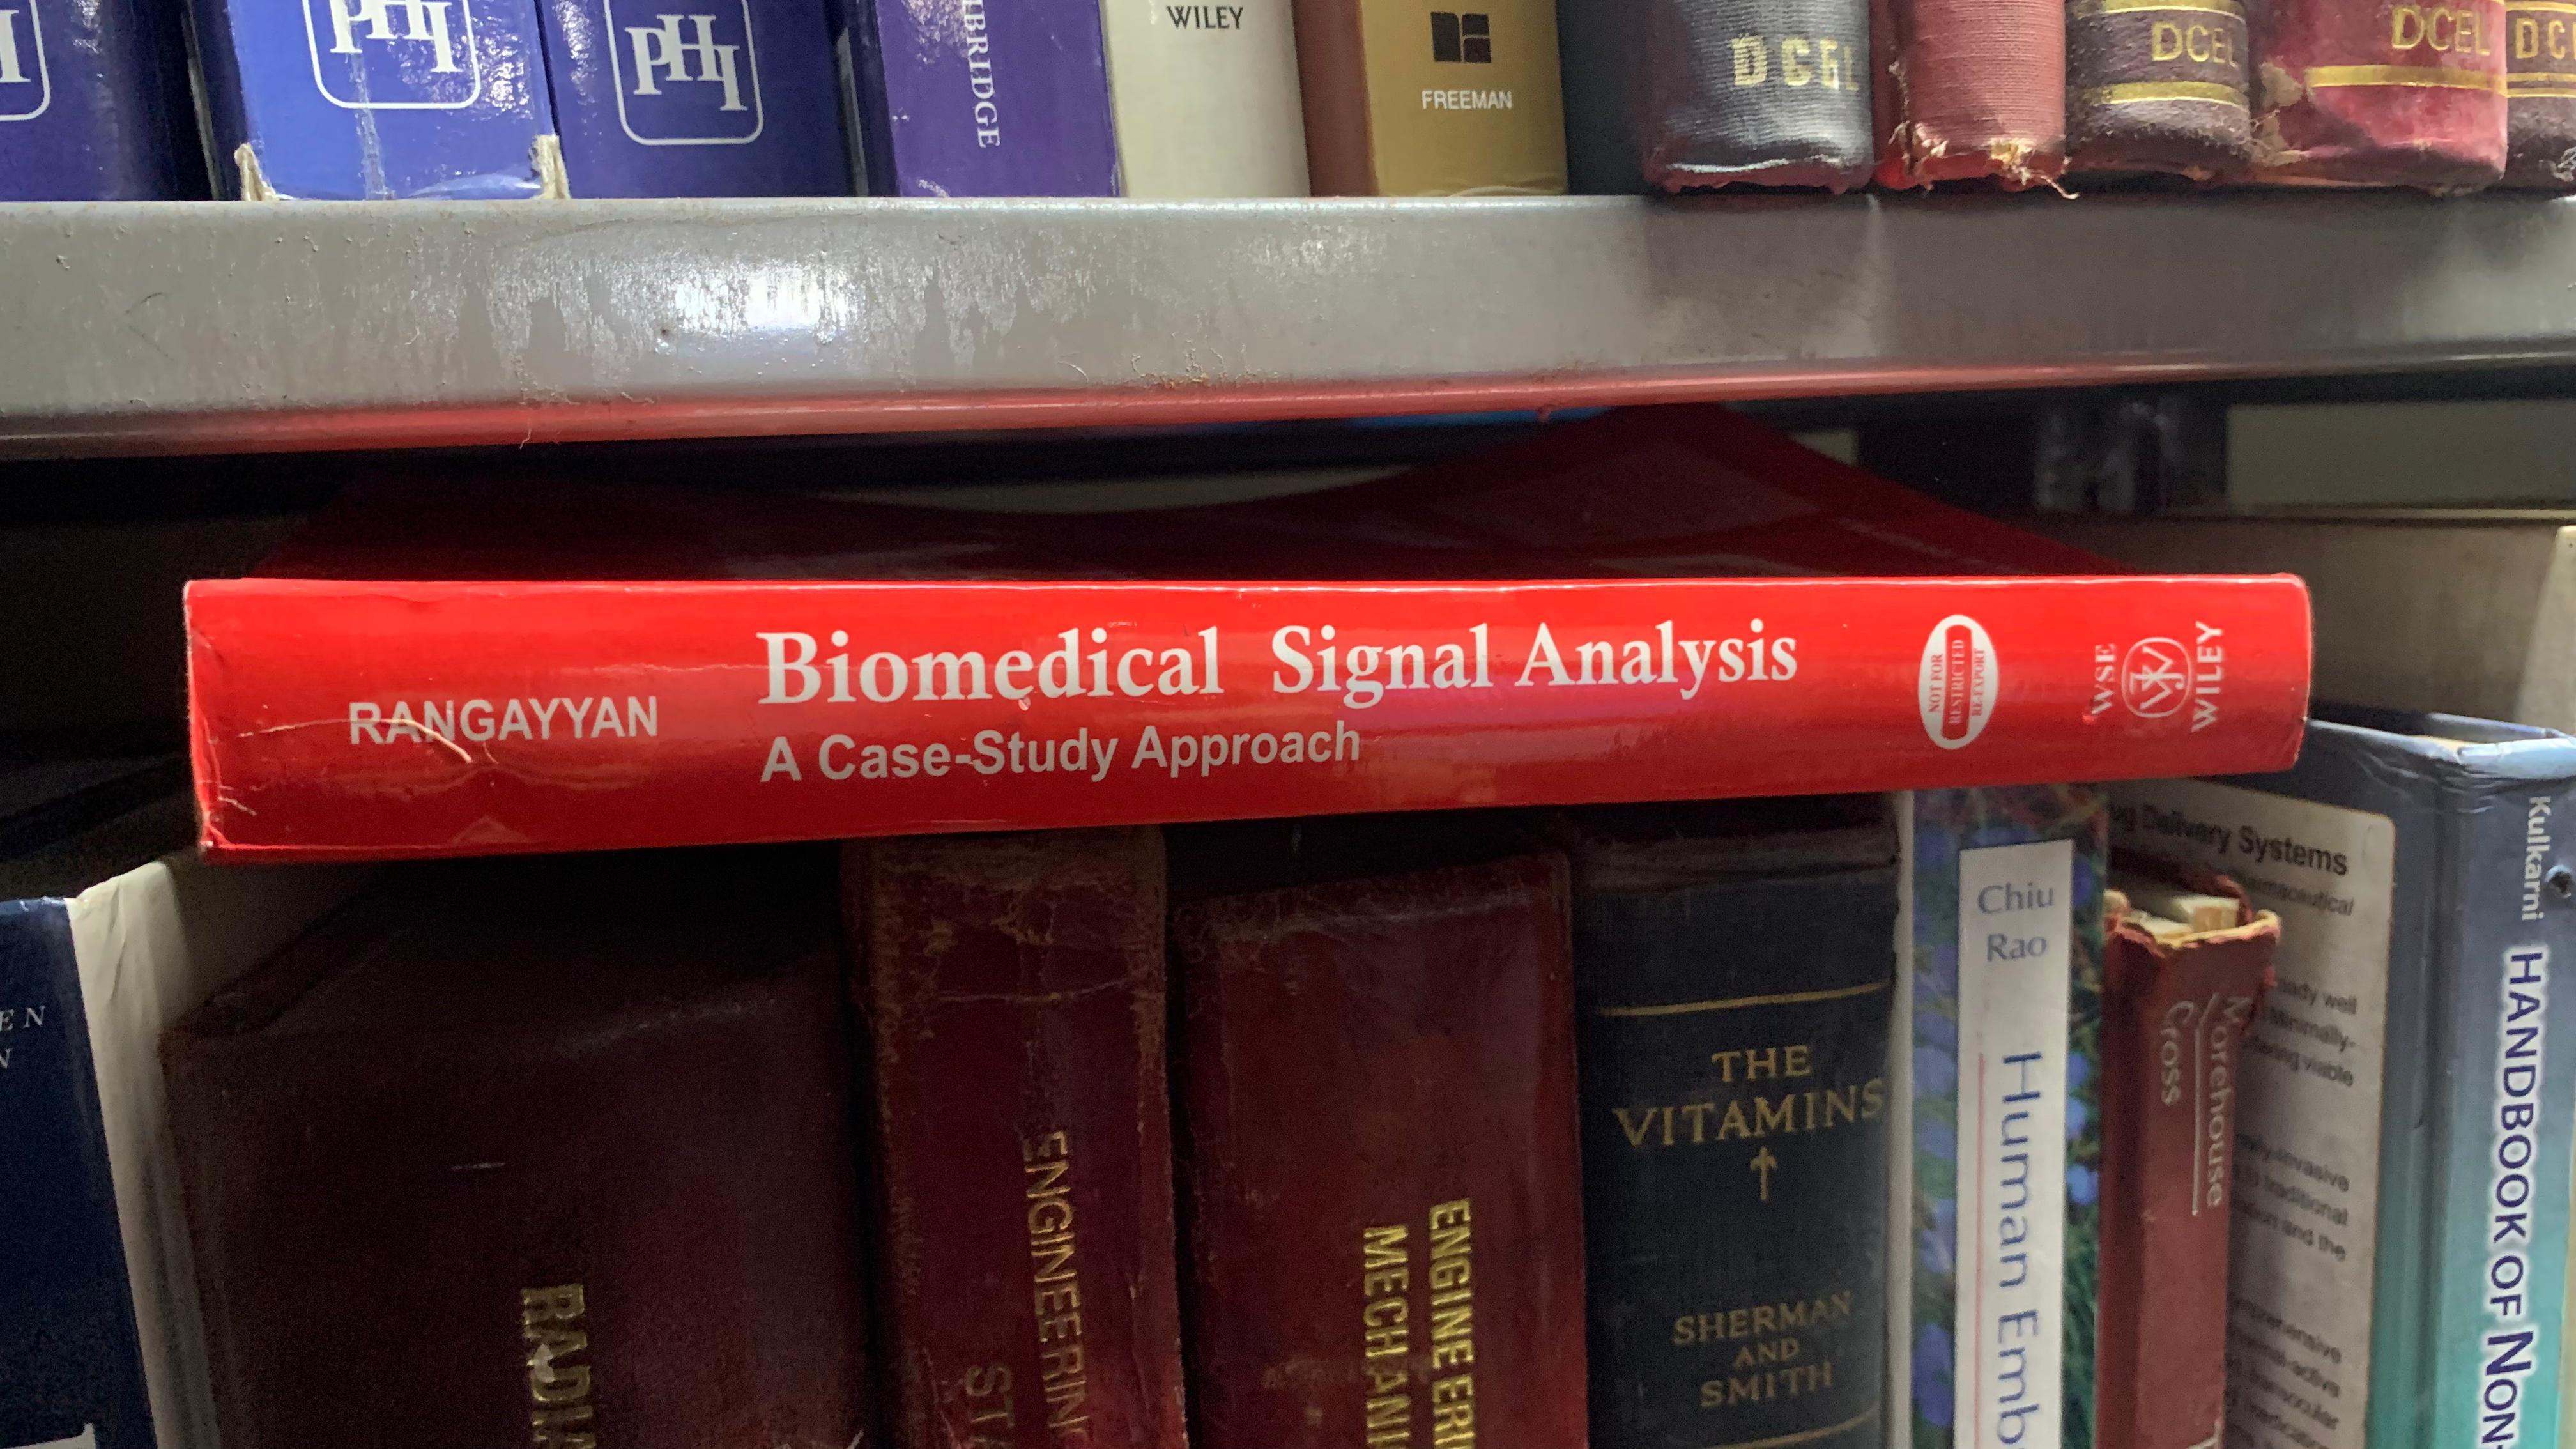 PHI
PHI
WILEY
FREEMAN
DCEL
DCEL
DCEL
RANGAYYAN
Biomedical Signal Analysis
A Case-Study Approach
NOT FOR
RESTRICTED
RE-EXPORT
WSE
WILEY
ENGINEERING
MECHANI
THE
VITAMINS
SHERMAN
AND
SMITH
Chiu
Rao
Human Emb
Delivery Systems
Morehouse
Cross
Kulkarni HANDBOOK OF NON